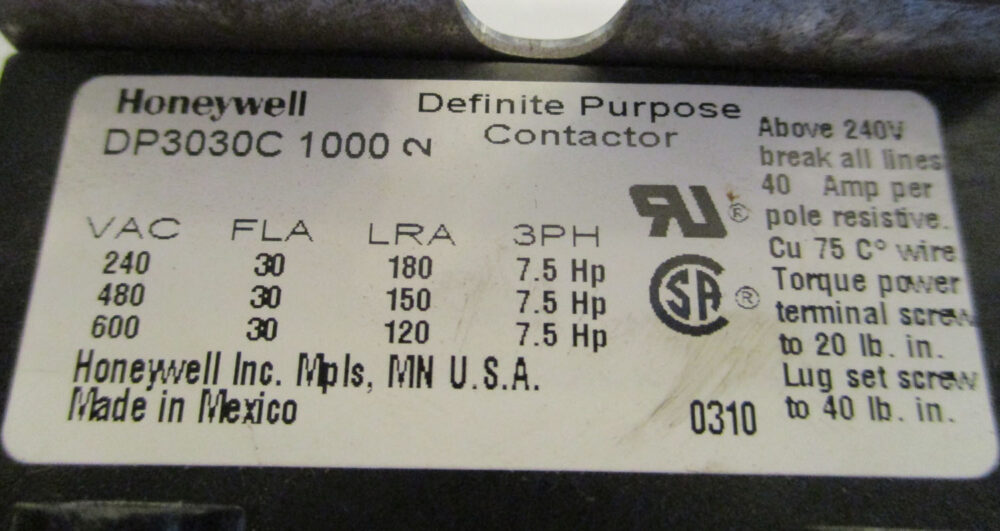 Honeywell
DP3030C 1000 2
Definite Purpose
Contactor
VAC FLA LRA 3PH
240 30 180 7.5 Hp
480 30 150 7.5 Hp
600 30 120 7.5 Hp
Honeywell Inc. Mpls, MN U.S.A.
Made in Mexico
RU®
CSA®
0310
Above 240V
break all lines
40 Amp per
pole resistive.
Cu 75 C° wire
Torque power
terminal screw
to 20 lb. in.
Lug set screw
to 40 lb. in.